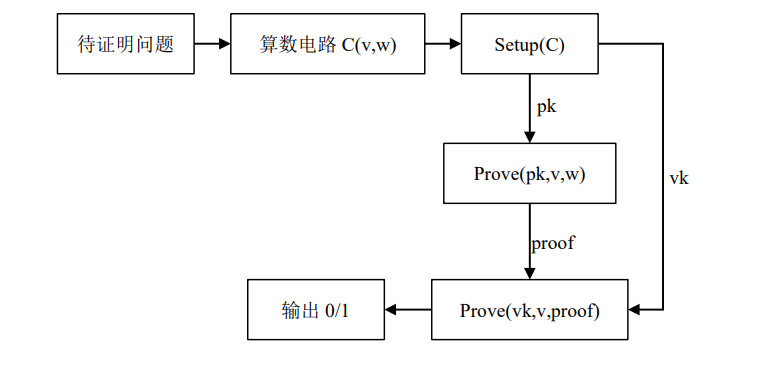 待证明问题
算数电路 C(v,w)
Setup(C)
pk
Prove(pk,v,w)
vk
proof
输出 0/1
Prove(vk,v,proof)